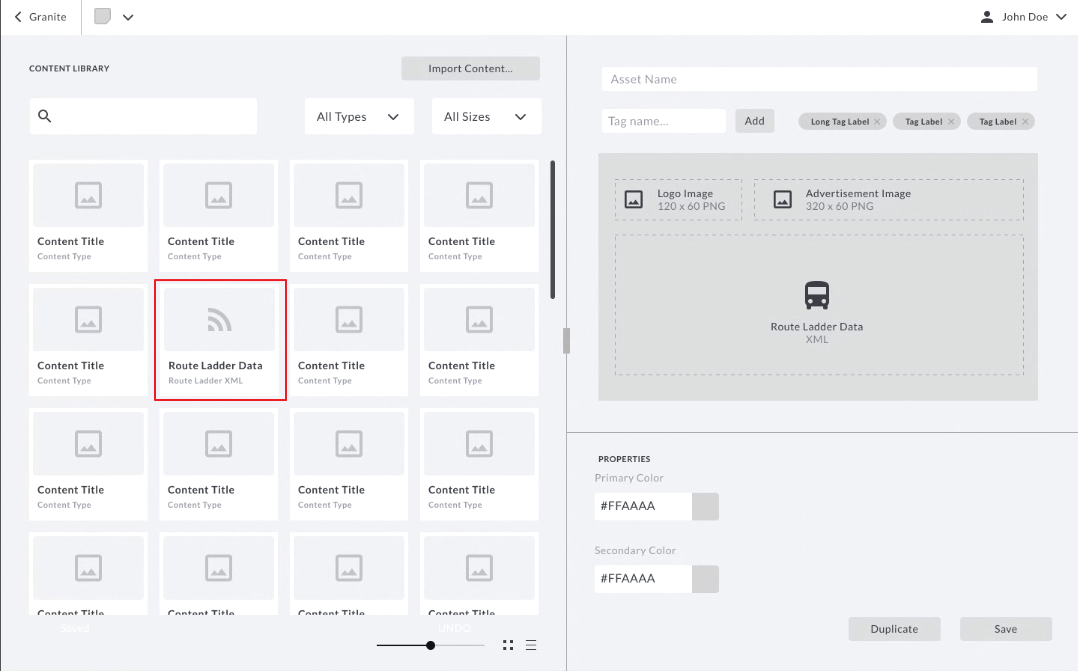 Granite
John Doe
CONTENT LIBRARY
Import Content...
All Types
All Sizes
Content Title
Content Type
Content Title
Content Type
Content Title
Content Type
Content Title
Content Type
Content Title
Content Type
Route Ladder Data
Route Ladder XML
Content Title
Content Type
Content Title
Content Type
Content Title
Content Type
Content Title
Content Type
Content Title
Content Type
Content Title
Content Type
Content Title
Content Title
Content Title
Content Title
Saved
UNDO
Asset Name
Tag name...
Add
Long Tag Label
Tag Label
Tag Label
Logo Image
120 x 60 PNG
Advertisement Image
320 x 60 PNG
Route Ladder Data
XML
PROPERTIES
Primary Color
#FFAAAA
Secondary Color
#FFAAAA
Duplicate
Save